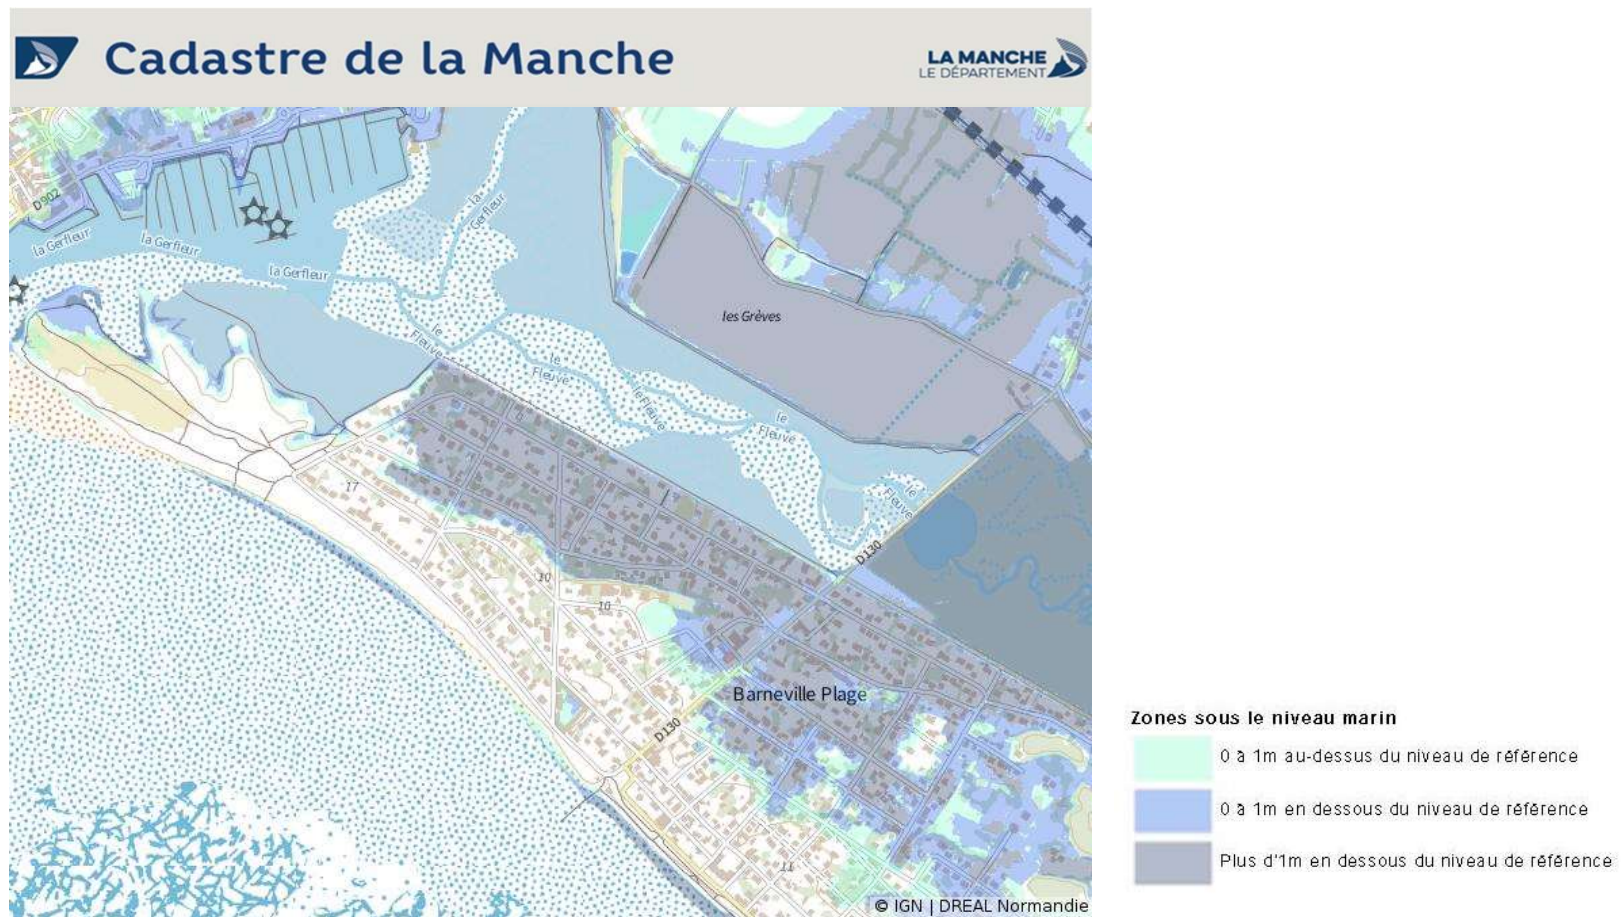 Cadastre de la Manche
LA MANCHE
LE DÉPARTEMENT
D902
la Gerfleur
la Gerfleur
la Gerfleur
la
Gerfleur
les Grèves
le
Fleuve
le
Fleuve
le Fleuve
le
Fleuve
le
Fleuve
17
D130
10
10
Barneville Plage
D130
11
© IGN | DREAL Normandie
Zones sous le niveau marin
0 à 1m au-dessus du niveau de référence
0 à 1m en dessous du niveau de référence
Plus d'1m en dessous du niveau de référence